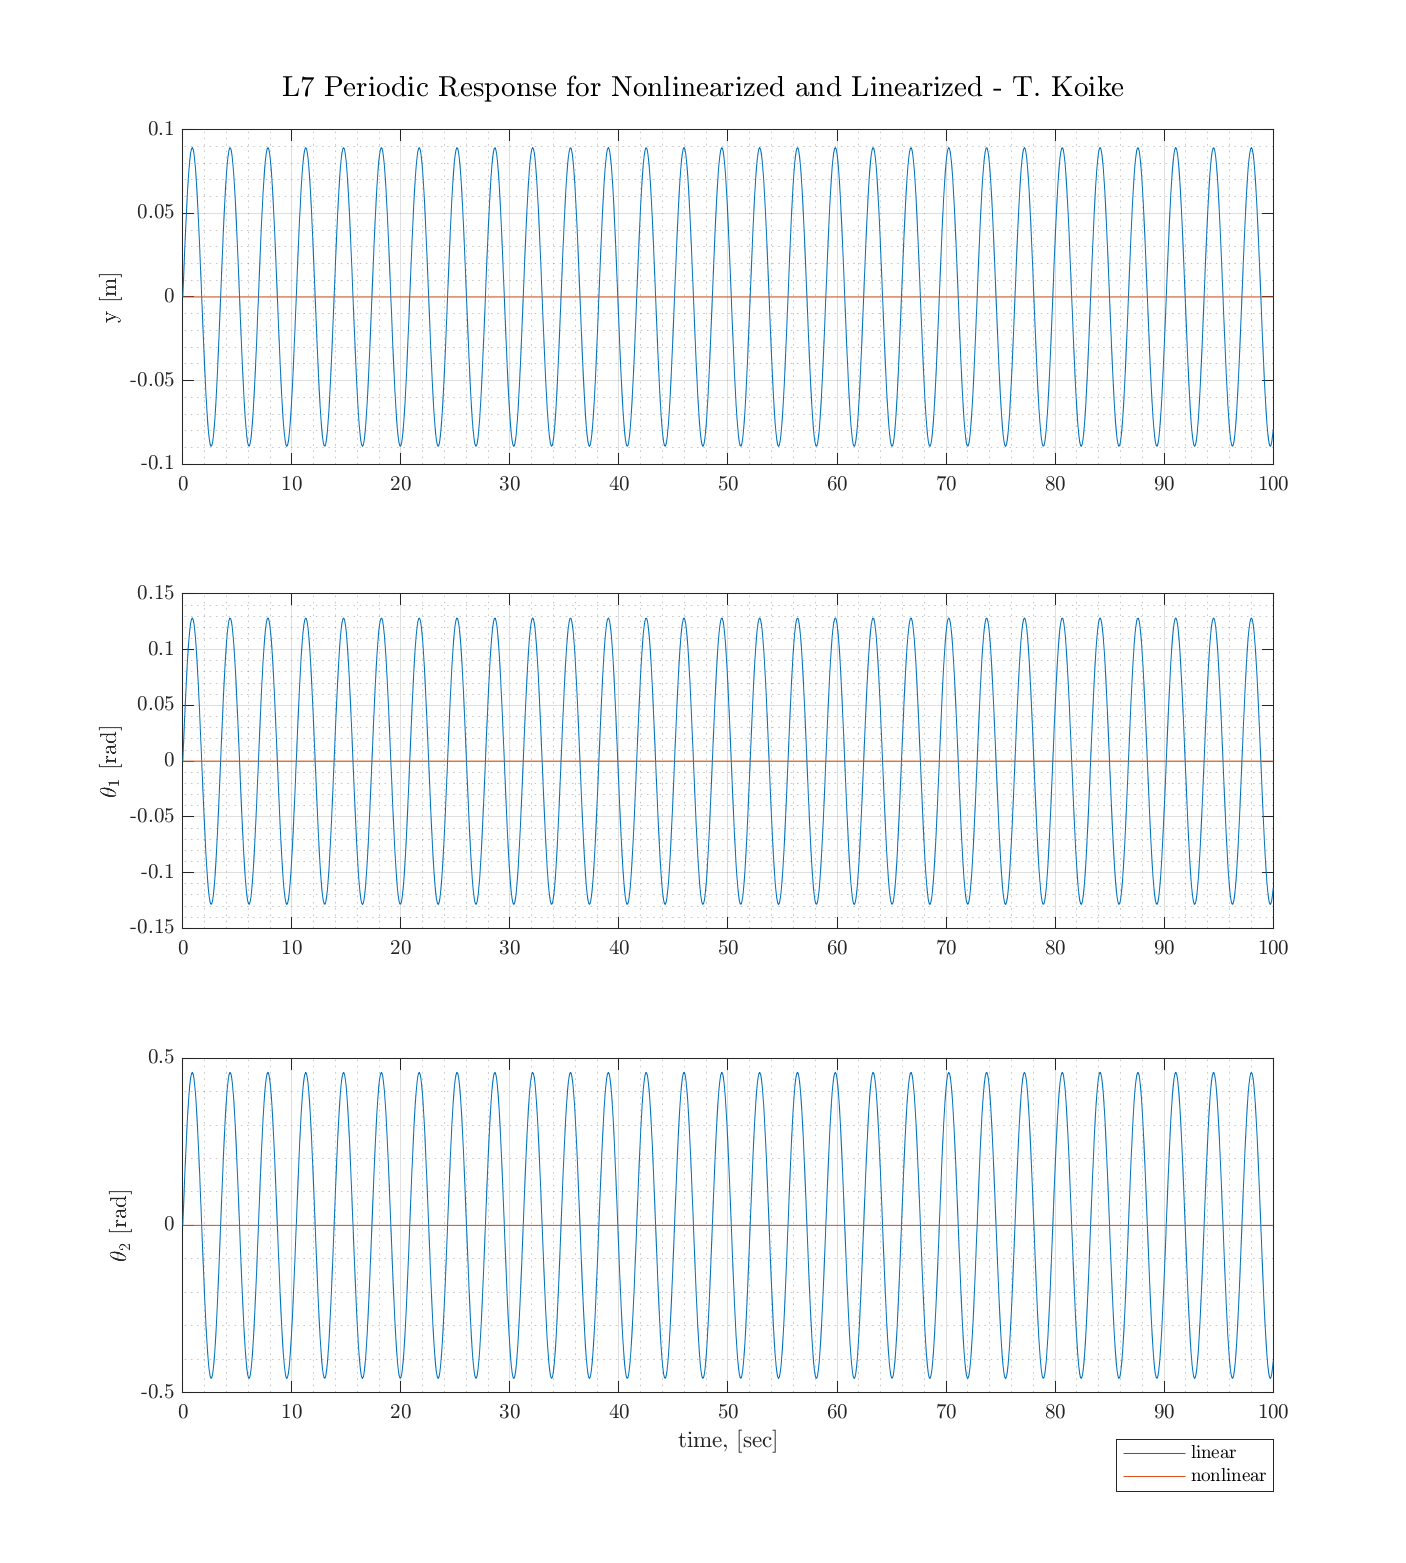 L7 Periodic Response for Nonlinearized and Linearized - T. Koike
0.1
0.05
0
-0.05
-0.1
y [m]
0 10 20 30 40 50 60 70 80 90 100
0.15
0.1
0.05
0
-0.05
-0.1
-0.15
θ₁ [rad]
0 10 20 30 40 50 60 70 80 90 100
0.5
0
-0.5
θ₂ [rad]
0 10 20 30 40 50 60 70 80 90 100
time, [sec]
linear
nonlinear